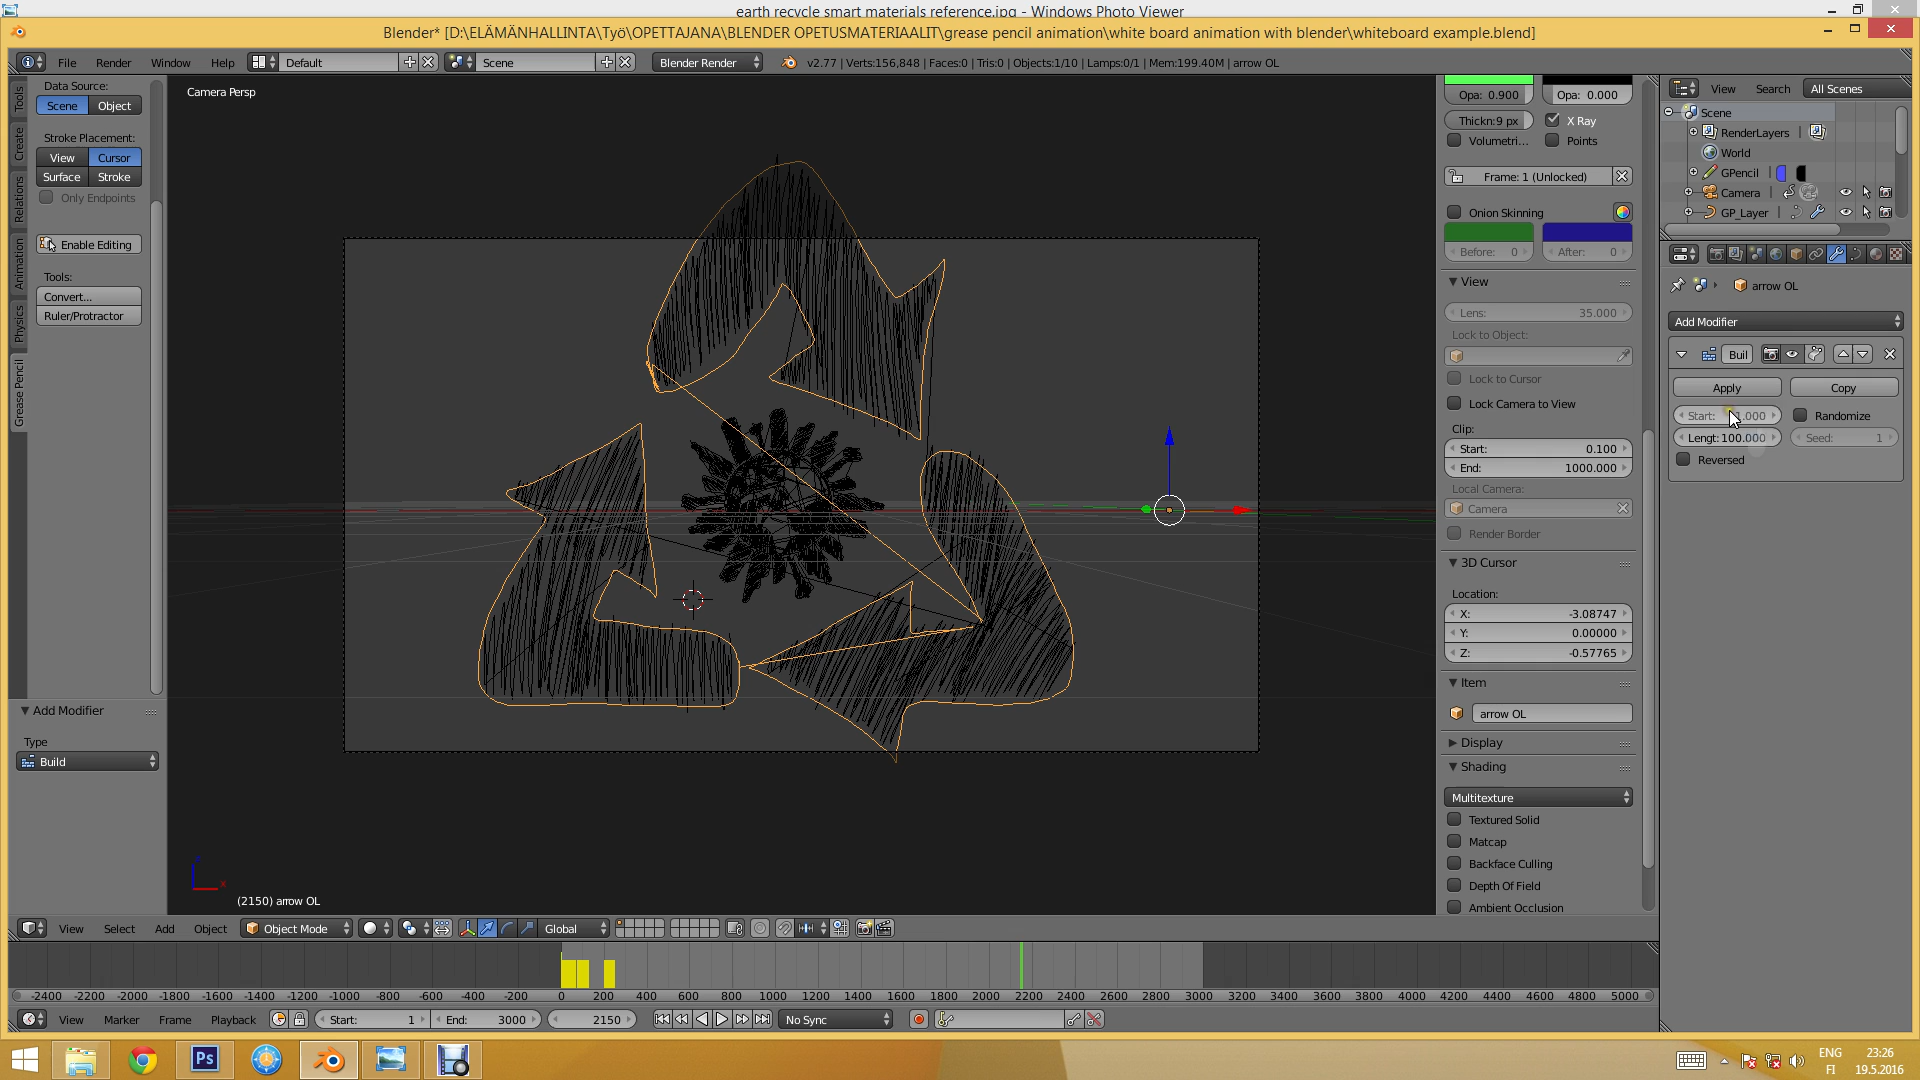 earth recycle smart materials reference.jpg - Windows Photo Viewer
Blender* [D:\ELÄMÄNHALLINTA\Työ\OPETTAJANA\BLENDER OPETUSMATERIAALIT\grease pencil animation\white board animation with blender\whiteboard example.blend]
File Render Window Help Default Scene Blender Render v2.77 | Verts:156,848 | Faces:0 | Tris:0 | Objects:1/10 | Lamps:0/1 | Mem:199.40M | arrow OL
Tools
Create
Relations
Animation
Physics
Grease Pencil
Data Source:
Scene Object
Stroke Placement:
View Cursor
Surface Stroke
Only Endpoints
Enable Editing
Tools:
Convert...
Ruler/Protractor
Add Modifier
Type
Build
Camera Persp
(2150) arrow OL
Opa: 0.900 Opa: 0.000
Thickn:9 px X Ray
Volumetri... Points
Frame: 1 (Unlocked)
Onion Skinning
Before: 0 After: 0
View
Lens: 35.000
Lock to Object:
Lock to Cursor
Lock Camera to View
Clip:
Start: 0.100
End: 1000.000
Local Camera:
Camera
Render Border
3D Cursor
Location:
X: -3.08747
Y: 0.00000
Z: -0.57765
Item
arrow OL
Display
Shading
Multitexture
Textured Solid
Matcap
Backface Culling
Depth Of Field
Ambient Occlusion
View Search All Scenes
Scene
RenderLayers
World
GPencil
Camera
GP_Layer
arrow OL
Add Modifier
Buil
Apply Copy
Start: 1.000 Randomize
Lengt: 100.000 Seed: 1
Reversed
View Select Add Object Object Mode Global
-2400 -2200 -2000 -1800 -1600 -1400 -1200 -1000 -800 -600 -400 -200 0 200 400 600 800 1000 1200 1400 1600 1800 2000 2200 2400 2600 2800 3000 3200 3400 3600 3800 4000 4200 4400 4600 4800 5000
View Marker Frame Playback Start: 1 End: 3000 2150 No Sync
Ps
ENG 23:26
FI 19.5.2016